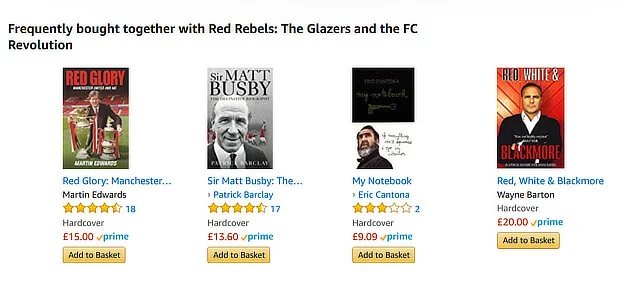 Frequently bought together with Red Rebels: The Glazers and the FC
Revolution
RED GLORY
MANCHESTER UNITED AND ME
MARTIN EDWARDS
Sir MATT
BUSBY
THE DEFINITIVE BIOGRAPHY
PATRICK BARCLAY
ERIC CANTONA
my notebook
if everything
RED, WHITE &
BLACKMORE
Red Glory: Manchester…
Martin Edwards
18
Hardcover
£15.00 prime
Add to Basket
Sir Matt Busby: The…
› Patrick Barclay
17
Hardcover
£13.60 prime
Add to Basket
My Notebook
› Eric Cantona
2
Hardcover
£9.09 prime
Add to Basket
Red, White & Blackmore
Wayne Barton
Hardcover
£20.00 prime
Add to Basket